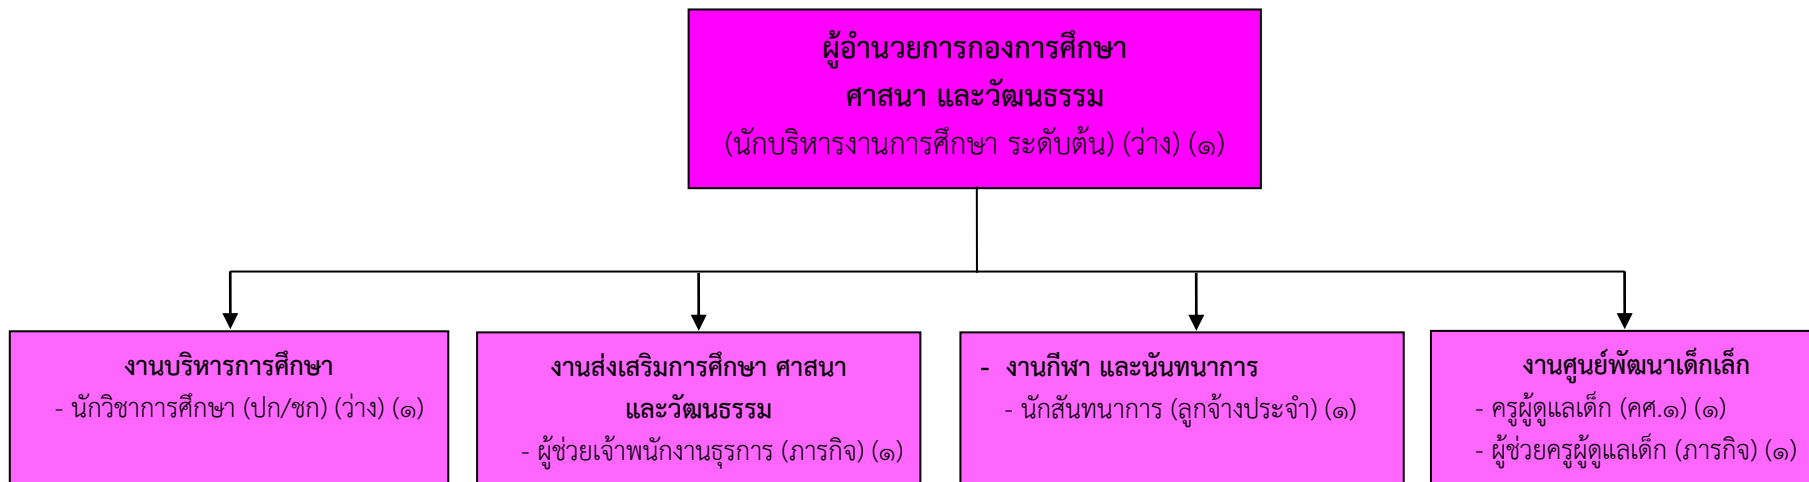 ผู้อำนวยการกองการศึกษา
ศาสนา และวัฒนธรรม
(นักบริหารงานการศึกษา ระดับต้น) (ว่าง) (๑)
งานบริหารการศึกษา
- นักวิชาการศึกษา (ปก/ชก) (ว่าง) (๑)
งานส่งเสริมการศึกษา ศาสนา
และวัฒนธรรม
- ผู้ช่วยเจ้าพนักงานธุรการ (ภารกิจ) (๑)
- งานกีฬา และนันทนาการ
- นักสันทนาการ (ลูกจ้างประจำ) (๑)
งานศูนย์พัฒนาเด็กเล็ก
- ครูผู้ดูแลเด็ก (คศ.๑) (๑)
- ผู้ช่วยครูผู้ดูแลเด็ก (ภารกิจ) (๑)